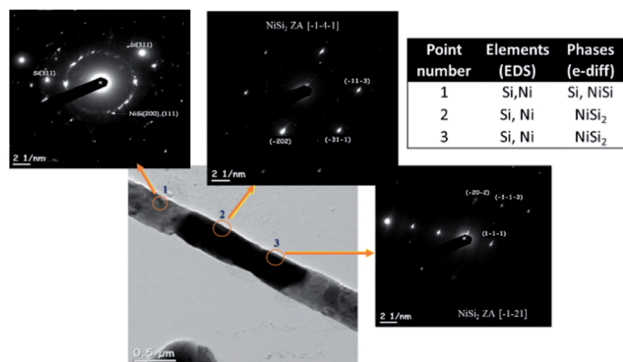 Si(311)
Si(311)
NiSi(200),(111)
2 1/nm
NiSi₂ ZA [-1-4-1]
(-11-3)
(-202)
(-31-1)
2 1/nm
Point number Elements (EDS) Phases (e-diff)
1 Si,Ni Si, NiSi
2 Si, Ni NiSi₂
3 Si, Ni NiSi₂
1
2
3
0.5 µm
(-20-2)
(-1-1-3)
(1-1-1)
NiSi₂ ZA [-1-21]
2 1/nm